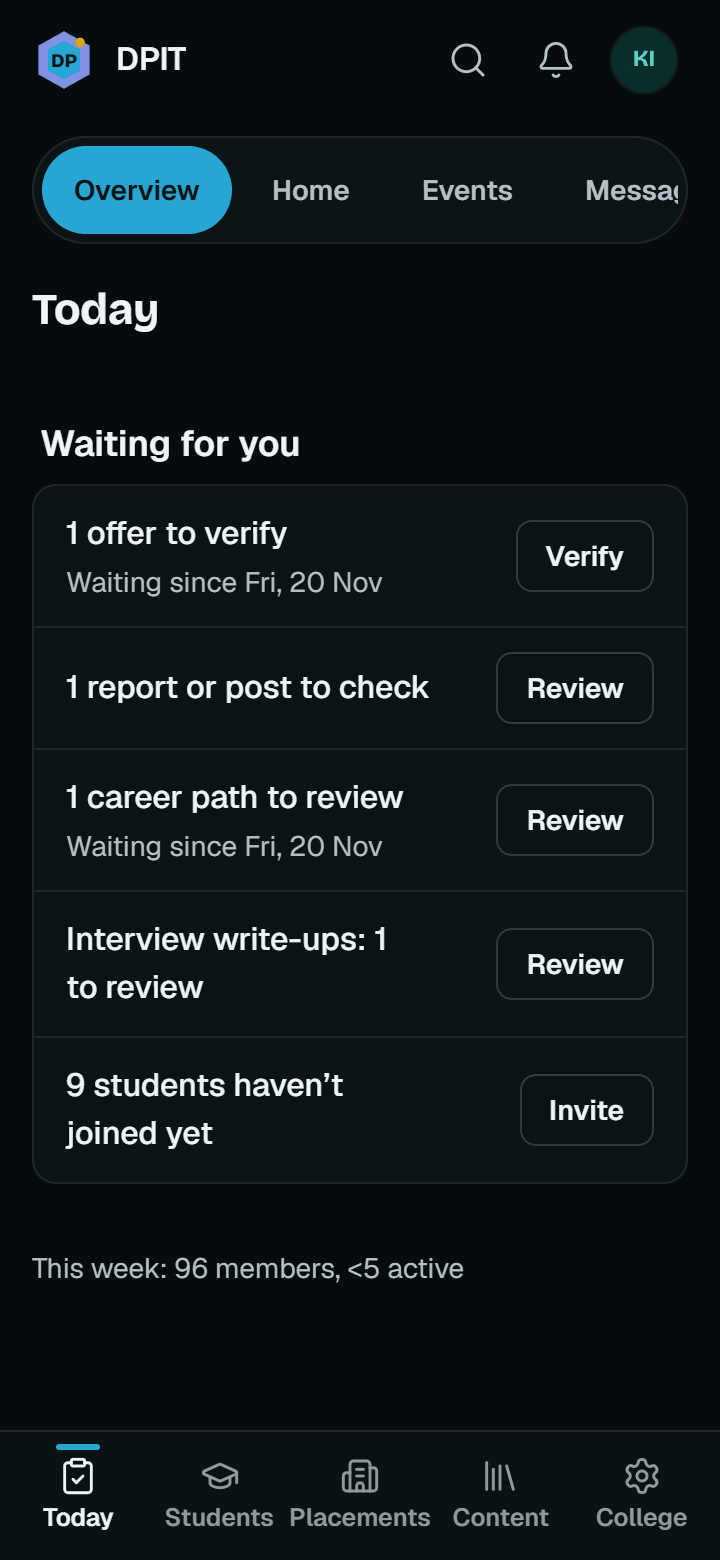 DP
DPIT
KI
Overview
Home
Events
Messag
Today
Waiting for you
1 offer to verify
Waiting since Fri, 20 Nov
Verify
1 report or post to check
Review
1 career path to review
Waiting since Fri, 20 Nov
Review
Interview write-ups: 1
to review
Review
9 students haven’t
joined yet
Invite
This week: 96 members, <5 active
Today
Students
Placements
Content
College